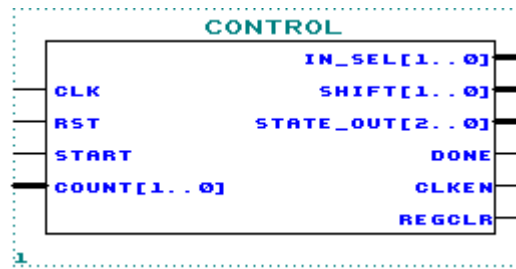 CONTROL
IN_SEL[1..0]
CLK SHIFT[1..0]
RST STATE_OUT[2..0]
START DONE
COUNT[1..0] CLKEN
REGCLR
1